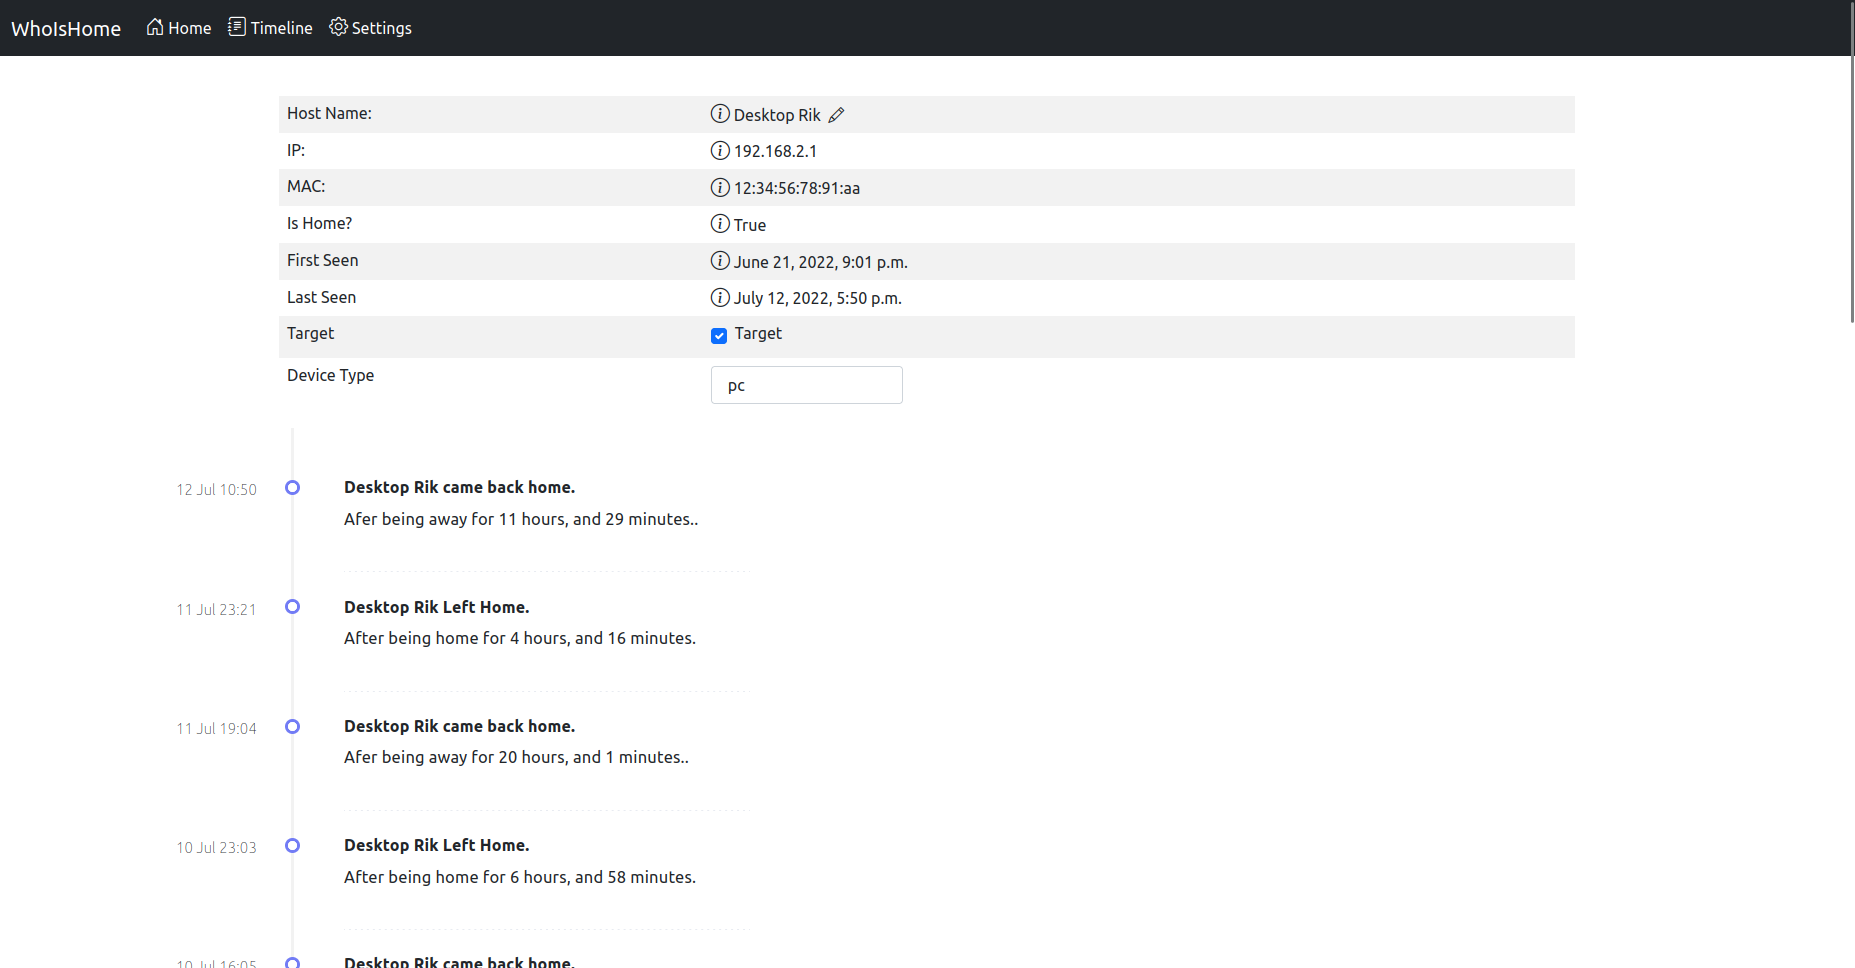 WhoIsHome Home Timeline Settings
Host Name: Desktop Rik
IP: 192.168.2.1
MAC: 12:34:56:78:91:aa
Is Home? True
First Seen June 21, 2022, 9:01 p.m.
Last Seen July 12, 2022, 5:50 p.m.
Target Target
Device Type pc
12 Jul 10:50 Desktop Rik came back home.
Afer being away for 11 hours, and 29 minutes..
11 Jul 23:21 Desktop Rik Left Home.
After being home for 4 hours, and 16 minutes.
11 Jul 19:04 Desktop Rik came back home.
Afer being away for 20 hours, and 1 minutes..
10 Jul 23:03 Desktop Rik Left Home.
After being home for 6 hours, and 58 minutes.
10 Jul 16:05 Desktop Rik came back home.